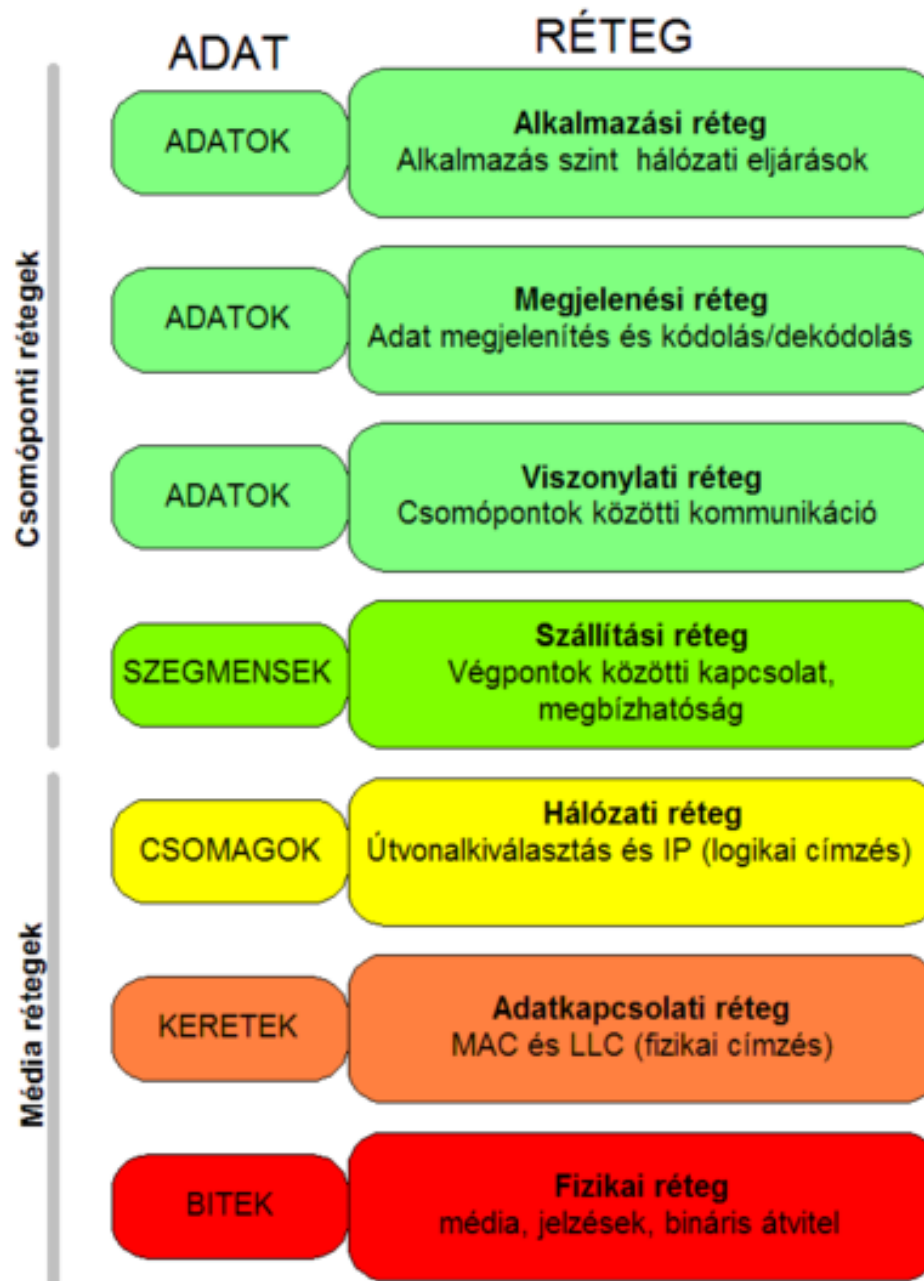 ADAT
RÉTEG
Csomóponti rétegek
ADATOK
Alkalmazási réteg
Alkalmazás szint hálózati eljárások
ADATOK
Megjelenési réteg
Adat megjelenítés és kódolás/dekódolás
ADATOK
Viszonylati réteg
Csomópontok közötti kommunikáció
SZEGMENSEK
Szállítási réteg
Végpontok közötti kapcsolat,
megbízhatóság
Média rétegek
CSOMAGOK
Hálózati réteg
Útvonalkiválasztás és IP (logikai címzés)
KERETEK
Adatkapcsolati réteg
MAC és LLC (fizikai címzés)
BITEK
Fizikai réteg
média, jelzések, bináris átvitel